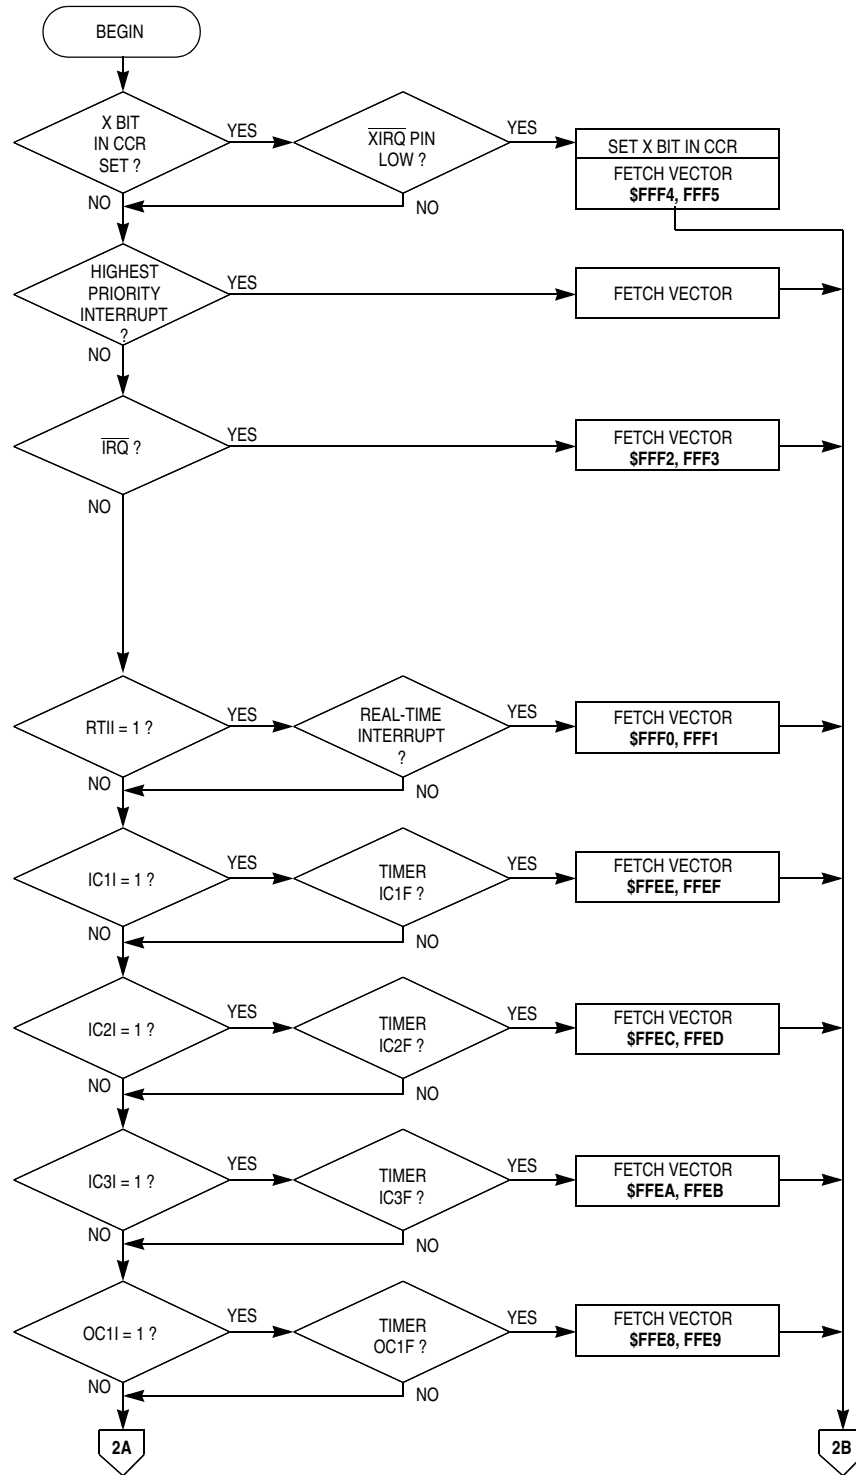 BEGIN
X BIT
IN CCR
SET ?
YES
XIRQ PIN
LOW ?
YES
SET X BIT IN CCR
FETCH VECTOR
$FFF4, FFF5
NO
NO
HIGHEST
PRIORITY
INTERRUPT
?
YES
FETCH VECTOR
NO
IRQ ?
YES
FETCH VECTOR
$FFF2, FFF3
NO
RTII = 1 ?
YES
REAL-TIME
INTERRUPT
?
YES
FETCH VECTOR
$FFF0, FFF1
NO
NO
IC1I = 1 ?
YES
TIMER
IC1F ?
YES
FETCH VECTOR
$FFEE, FFEF
NO
NO
IC2I = 1 ?
YES
TIMER
IC2F ?
YES
FETCH VECTOR
$FFEC, FFED
NO
NO
IC3I = 1 ?
YES
TIMER
IC3F ?
YES
FETCH VECTOR
$FFEA, FFEB
NO
NO
OC1I = 1 ?
YES
TIMER
OC1F ?
YES
FETCH VECTOR
$FFE8, FFE9
NO
NO
2A
2B